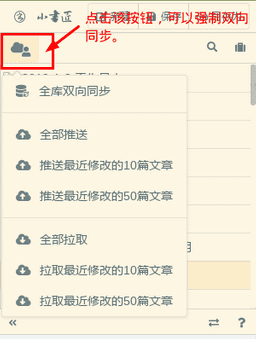 小書匠
点击该按钮，可以强制双向
同步。
全库双向同步
全部推送
推送最近修改的10篇文章
推送最近修改的50篇文章
全部拉取
拉取最近修改的10篇文章
拉取最近修改的50篇文章